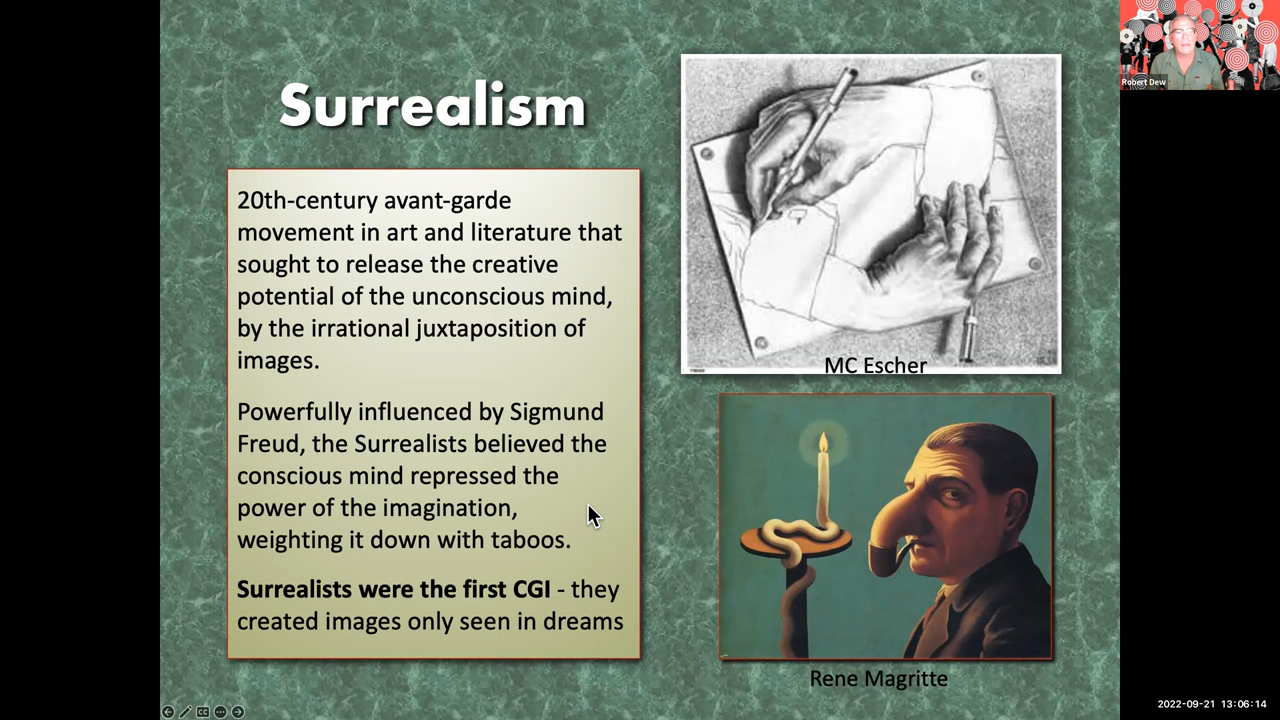 Surrealism
20th-century avant-garde
movement in art and literature that
sought to release the creative
potential of the unconscious mind,
by the irrational juxtaposition of
images.
Powerfully influenced by Sigmund
Freud, the Surrealists believed the
conscious mind repressed the
power of the imagination,
weighting it down with taboos.
Surrealists were the first CGI - they
created images only seen in dreams
MC Escher
Rene Magritte
Robert Dew
CC
2022-09-21 13:06:14